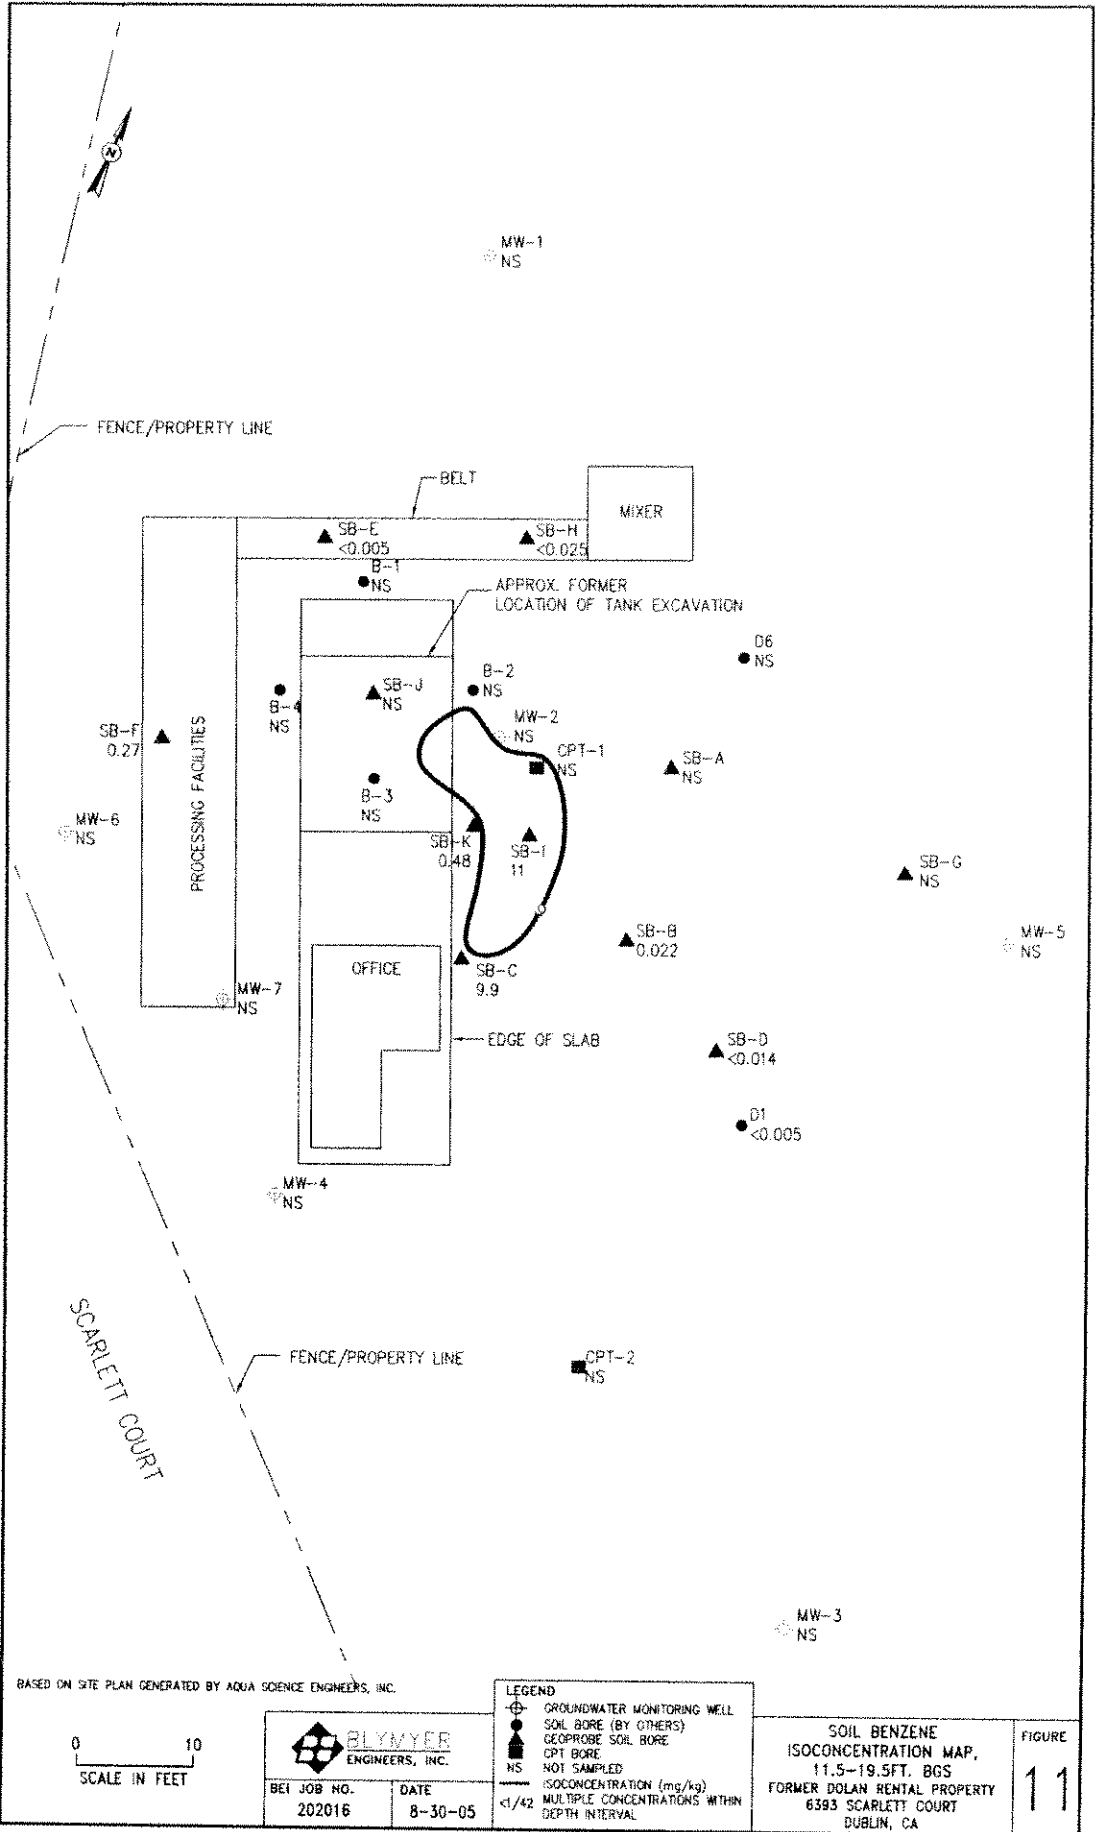 N
MW-1
NS
FENCE/PROPERTY LINE
BELT
MIXER
SB-E
<0.005
SB-H
<0.025
B-1
NS
APPROX. FORMER
LOCATION OF TANK EXCAVATION
D6
NS
B-2
NS
SB-J
NS
B-4
NS
SB-F
0.27
MW-2
NS
CPT-1
NS
SB-A
NS
B-3
NS
PROCESSING FACILITIES
MW-6
NS
SB-K
0.48
SB-I
11
SB-G
NS
SB-B
0.022
MW-5
NS
OFFICE
SB-C
9.9
MW-7
NS
EDGE OF SLAB
SB-D
<0.014
D1
<0.005
MW-4
NS
SCARLETT COURT
FENCE/PROPERTY LINE
CPT-2
NS
MW-3
NS
BASED ON SITE PLAN GENERATED BY AQUA SCIENCE ENGINEERS, INC.
0 10
SCALE IN FEET
BLYMYER
ENGINEERS, INC.
BEI JOB NO.
202016
DATE
8-30-05
LEGEND
GROUNDWATER MONITORING WELL
SOIL BORE (BY OTHERS)
GEOPROBE SOIL BORE
CPT BORE
NS NOT SAMPLED
ISOCONCENTRATION (mg/kg)
<1/42 MULTIPLE CONCENTRATIONS WITHIN
DEPTH INTERVAL
SOIL BENZENE
ISOCONCENTRATION MAP,
11.5-19.5FT. BGS
FORMER DOLAN RENTAL PROPERTY
6393 SCARLETT COURT
DUBLIN, CA
FIGURE
11